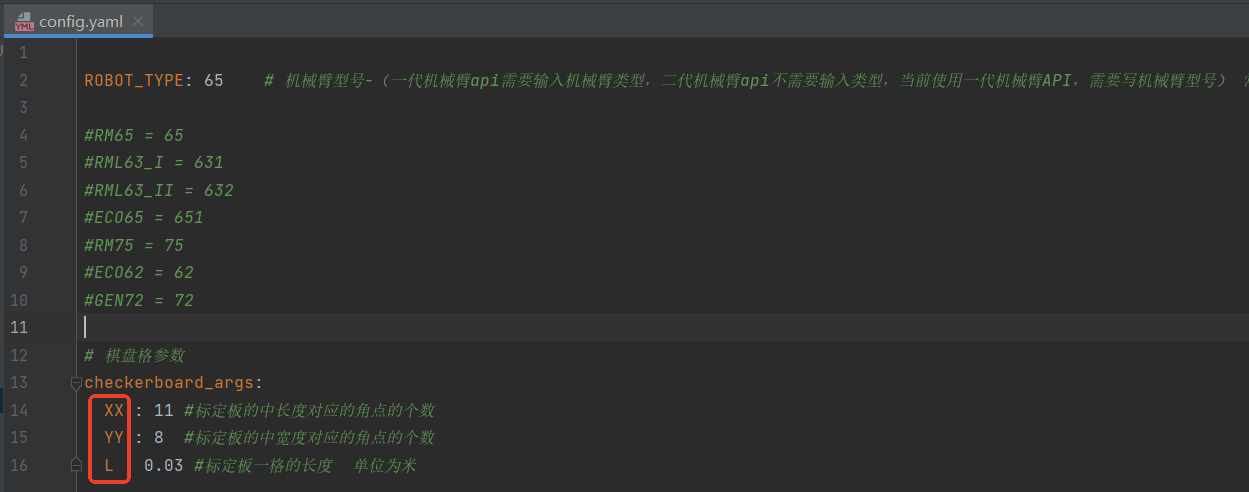 config.yaml
1
2 ROBOT_TYPE: 65 # 机械臂型号-（一代机械臂api需要输入机械臂类型，二代机械臂api不需要输入类型，当前使用一代机械臂API，需要写机械臂型号）
3
4 #RM65 = 65
5 #RML63_I = 631
6 #RML63_II = 632
7 #ECO65 = 651
8 #RM75 = 75
9 #ECO62 = 62
10 #GEN72 = 72
11
12 # 棋盘格参数
13 checkerboard_args:
14 XX : 11 #标定板的中长度对应的角点的个数
15 YY : 8 #标定板的中宽度对应的角点的个数
16 L 0.03 #标定板一格的长度 单位为米